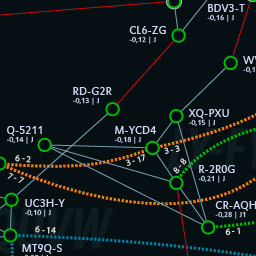 BDV3-T
-0,16 | J
CL6-ZG
-0,12 | J
RD-G2R
-0,13 | J
XQ-PXU
-0,15 | J
Q-5211
-0,14 | J
M-YCD4
-0,18 | J
3-3
3-17
6-2
7-7
8-8
R-2R0G
-0,21 | J
UC3H-Y
-0,10 | J
CR-AQH
-0,28 | J1
6-14
6-1
MT9Q-S